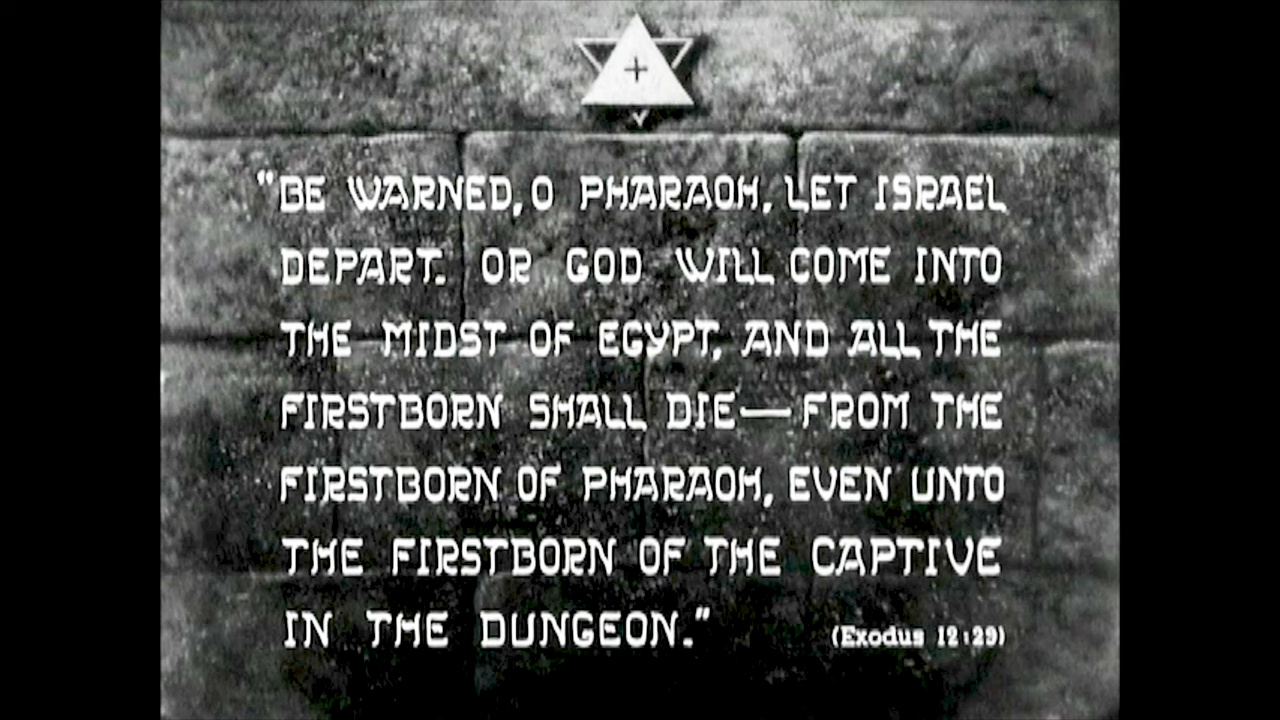 "BE WARNED, O PHARAOH, LET ISRAEL
DEPART. OR GOD WILL COME INTO
THE MIDST OF EGYPT, AND ALL THE
FIRSTBORN SHALL DIE—FROM THE
FIRSTBORN OF PHARAOH, EVEN UNTO
THE FIRSTBORN OF THE CAPTIVE
IN THE DUNGEON."
(Exodus 12:29)